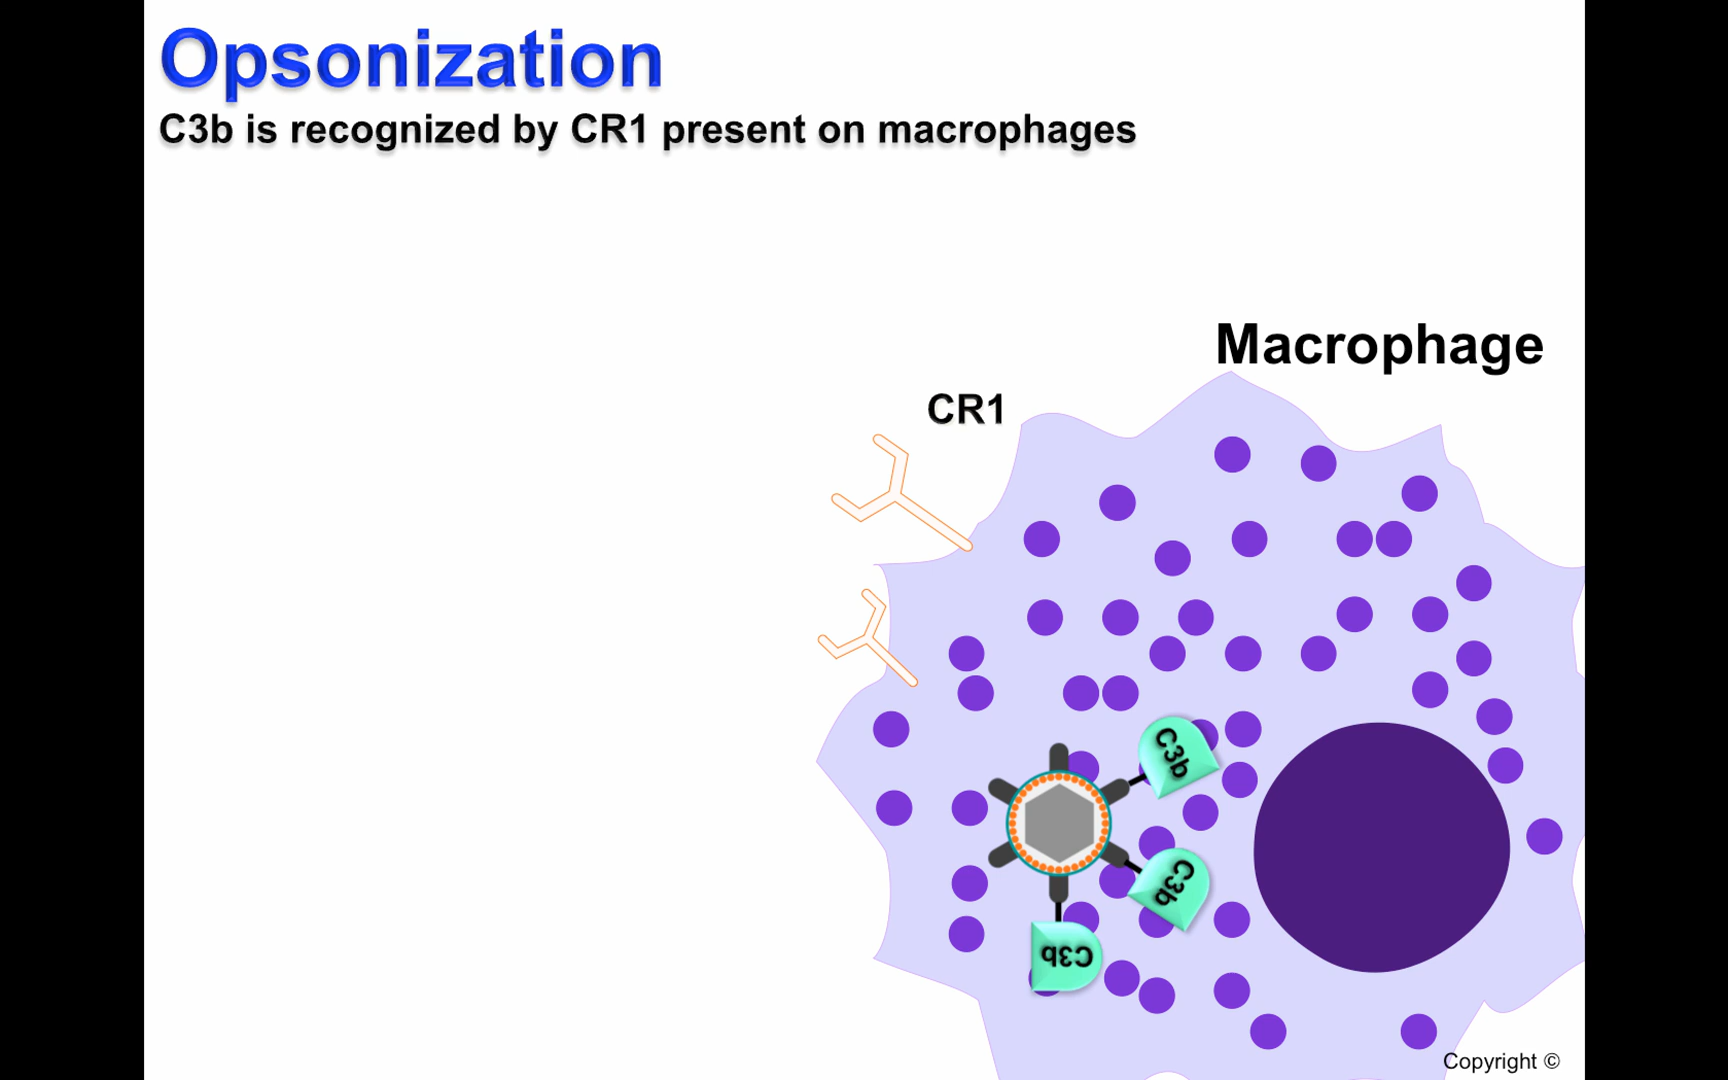 Opsonization
C3b is recognized by CR1 present on macrophages
Macrophage
CR1
C3b
C3b
C3b
Copyright ©